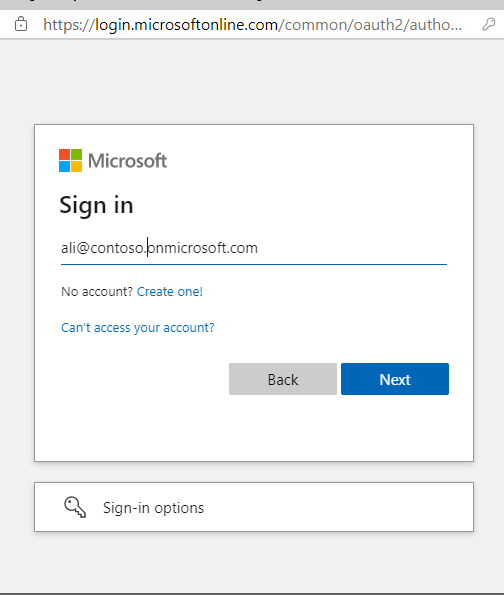 https://login.microsoftonline.com/common/oauth2/autho...
Microsoft
Sign in
ali@contoso.onmicrosoft.com
No account? Create one!
Can't access your account?
Back
Next
Sign-in options